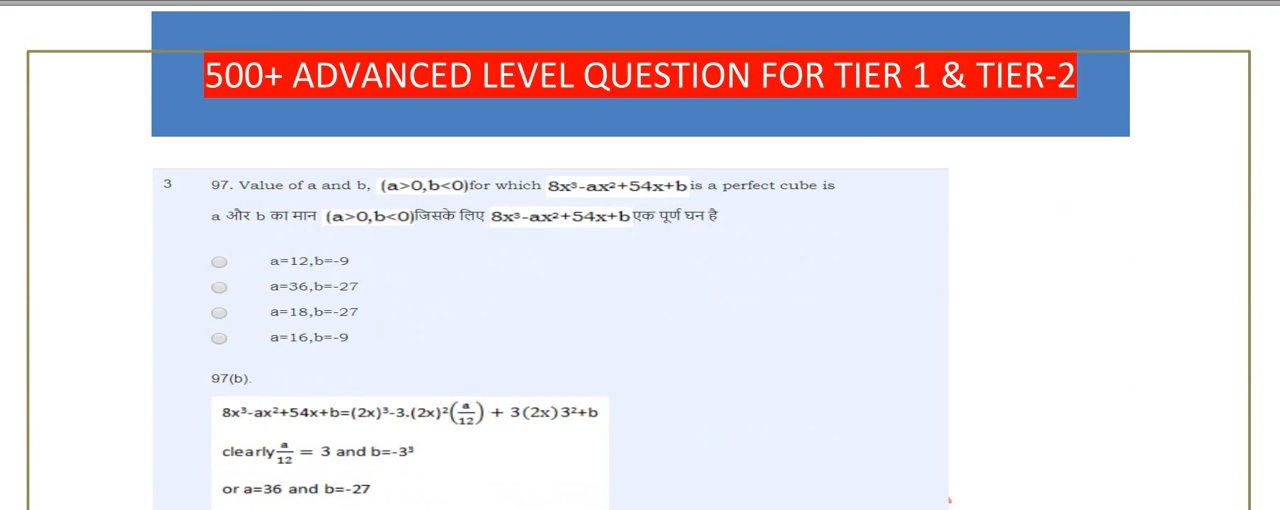 500+ ADVANCED LEVEL QUESTION FOR TIER 1 & TIER-2
3 97. Value of a and b, (a>0,b<0)for which 8x³-ax²+54x+b is a perfect cube is
a और b का मान (a>0,b<0)जिसके लिए 8x³-ax²+54x+b एक पूर्ण घन है
a=12,b=-9
a=36,b=-27
a=18,b=-27
a=16,b=-9
97(b).
8x³-ax²+54x+b=(2x)³-3.(2x)²(a/12) + 3(2x)3²+b
clearly a/12 = 3 and b=-3³
or a=36 and b=-27